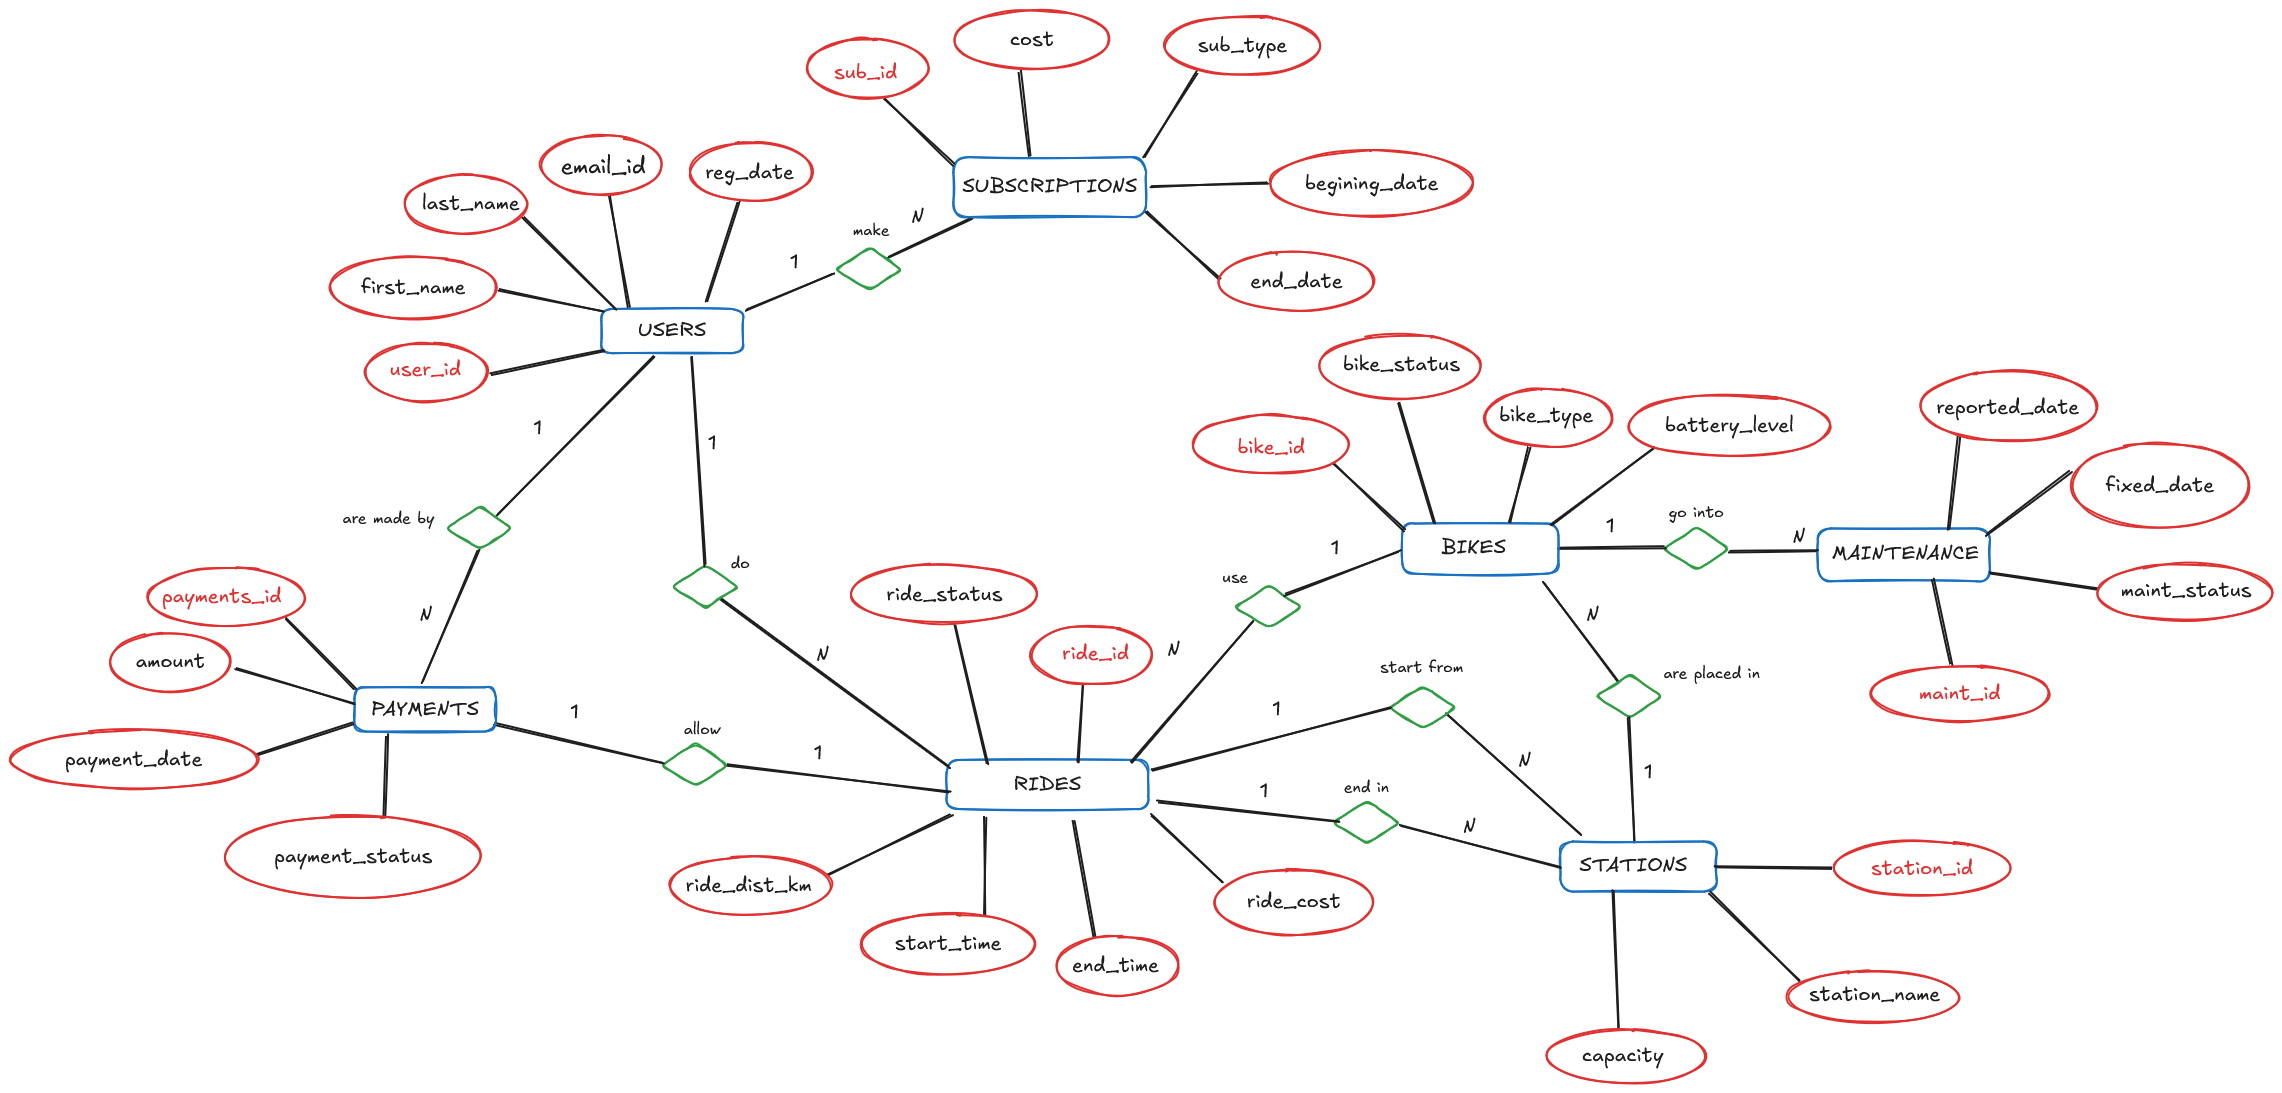 cost
sub_type
sub_id
email_id
reg_date
SUBSCRIPTIONS
begining_date
last_name
N
make
1
first_name
end_date
USERS
user_id
bike_status
reported_date
bike_type
battery_level
1
1
bike_id
fixed_date
are made by
go into
1
N
BIKES
1
MAINTENANCE
do
use
payments_id
ride_status
maint_status
N
N
amount
N
ride_id
N
start from
are placed in
maint_id
PAYMENTS
1
1
allow
1
payment_date
N
1
RIDES
1
end in
N
payment_status
STATIONS
station_id
ride_dist_km
ride_cost
start_time
end_time
station_name
capacity